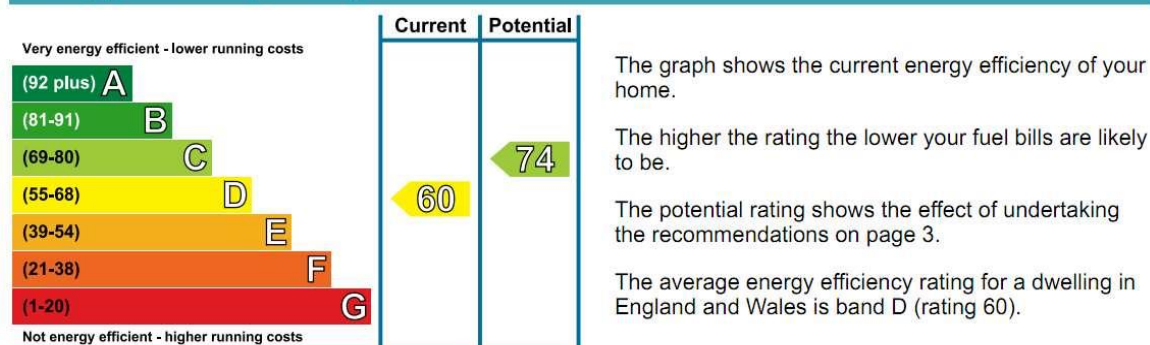 Current Potential
Very energy efficient - lower running costs
(92 plus) A
(81-91) B
(69-80) C
74
(55-68) D
60
(39-54) E
(21-38) F
(1-20) G
Not energy efficient - higher running costs
The graph shows the current energy efficiency of your
home.
The higher the rating the lower your fuel bills are likely
to be.
The potential rating shows the effect of undertaking
the recommendations on page 3.
The average energy efficiency rating for a dwelling in
England and Wales is band D (rating 60).